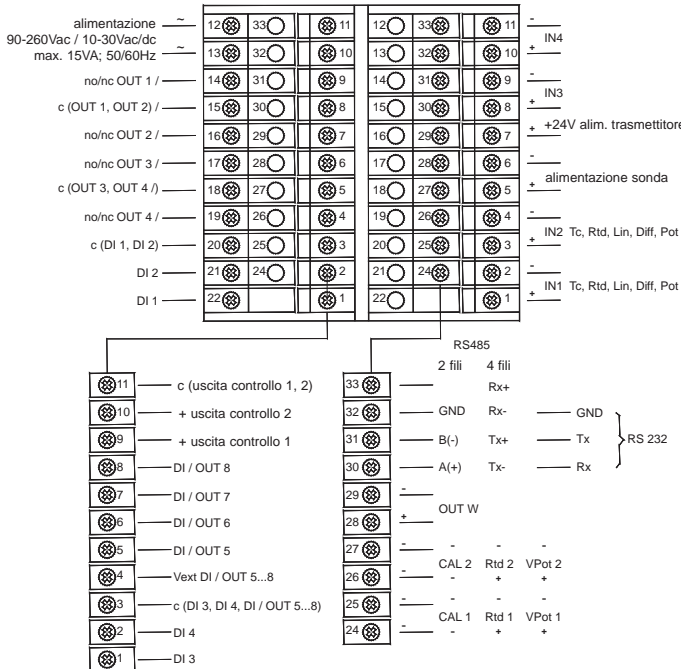 alimentazione ~ 12 33 11 12 33 11 -
90-260Vac / 10-30Vac/dc IN4
max. 15VA; 50/60Hz ~ 13 32 10 13 32 10 +
no/nc OUT 1 / 14 31 9 14 31 9 -
IN3
c (OUT 1, OUT 2) / 15 30 8 15 30 8 +
no/nc OUT 2 / 16 29 7 16 29 7 + +24V alim. trasmettitore
no/nc OUT 3 / 17 28 6 17 28 6 -
alimentazione sonda
c (OUT 3, OUT 4 /) 18 27 5 18 27 5 +
no/nc OUT 4 / 19 26 4 19 26 4 -
IN2 Tc, Rtd, Lin, Diff, Pot
c (DI 1, DI 2) 20 25 3 20 25 3 +
DI 2 21 24 2 21 24 2 -
IN1 Tc, Rtd, Lin, Diff, Pot
DI 1 22 1 22 1 +
11 c (uscita controllo 1, 2)
10 + uscita controllo 2
9 + uscita controllo 1
8 DI / OUT 8
7 DI / OUT 7
6 DI / OUT 6
5 DI / OUT 5
4 Vext DI / OUT 5...8
3 c (DI 3, DI 4, DI / OUT 5...8)
2 DI 4
1 DI 3
RS485
2 fili 4 fili
33 Rx+
32 GND Rx- GND
31 B(-) Tx+ Tx RS 232
30 A(+) Tx- Rx
29 -
OUT W
28 +
27 - - - -
CAL 2 Rtd 2 VPot 2
26 - - + +
25 - - - -
CAL 1 Rtd 1 VPot 1
24 - - + +